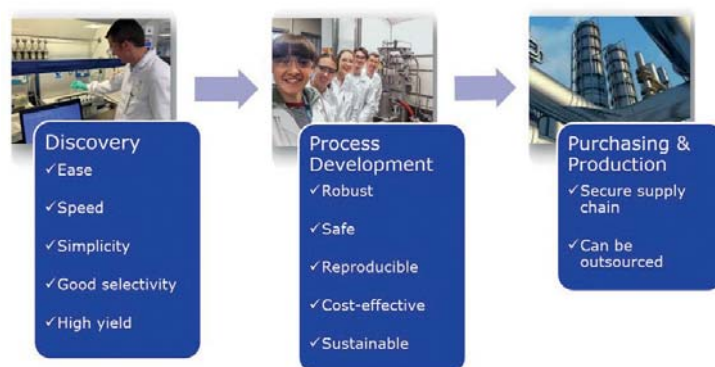 Discovery
✓Ease
✓Speed
✓Simplicity
✓Good selectivity
✓High yield
Process
Development
✓Robust
✓Safe
✓Reproducible
✓Cost-effective
✓Sustainable
Purchasing &
Production
✓Secure supply
chain
✓Can be
outsourced